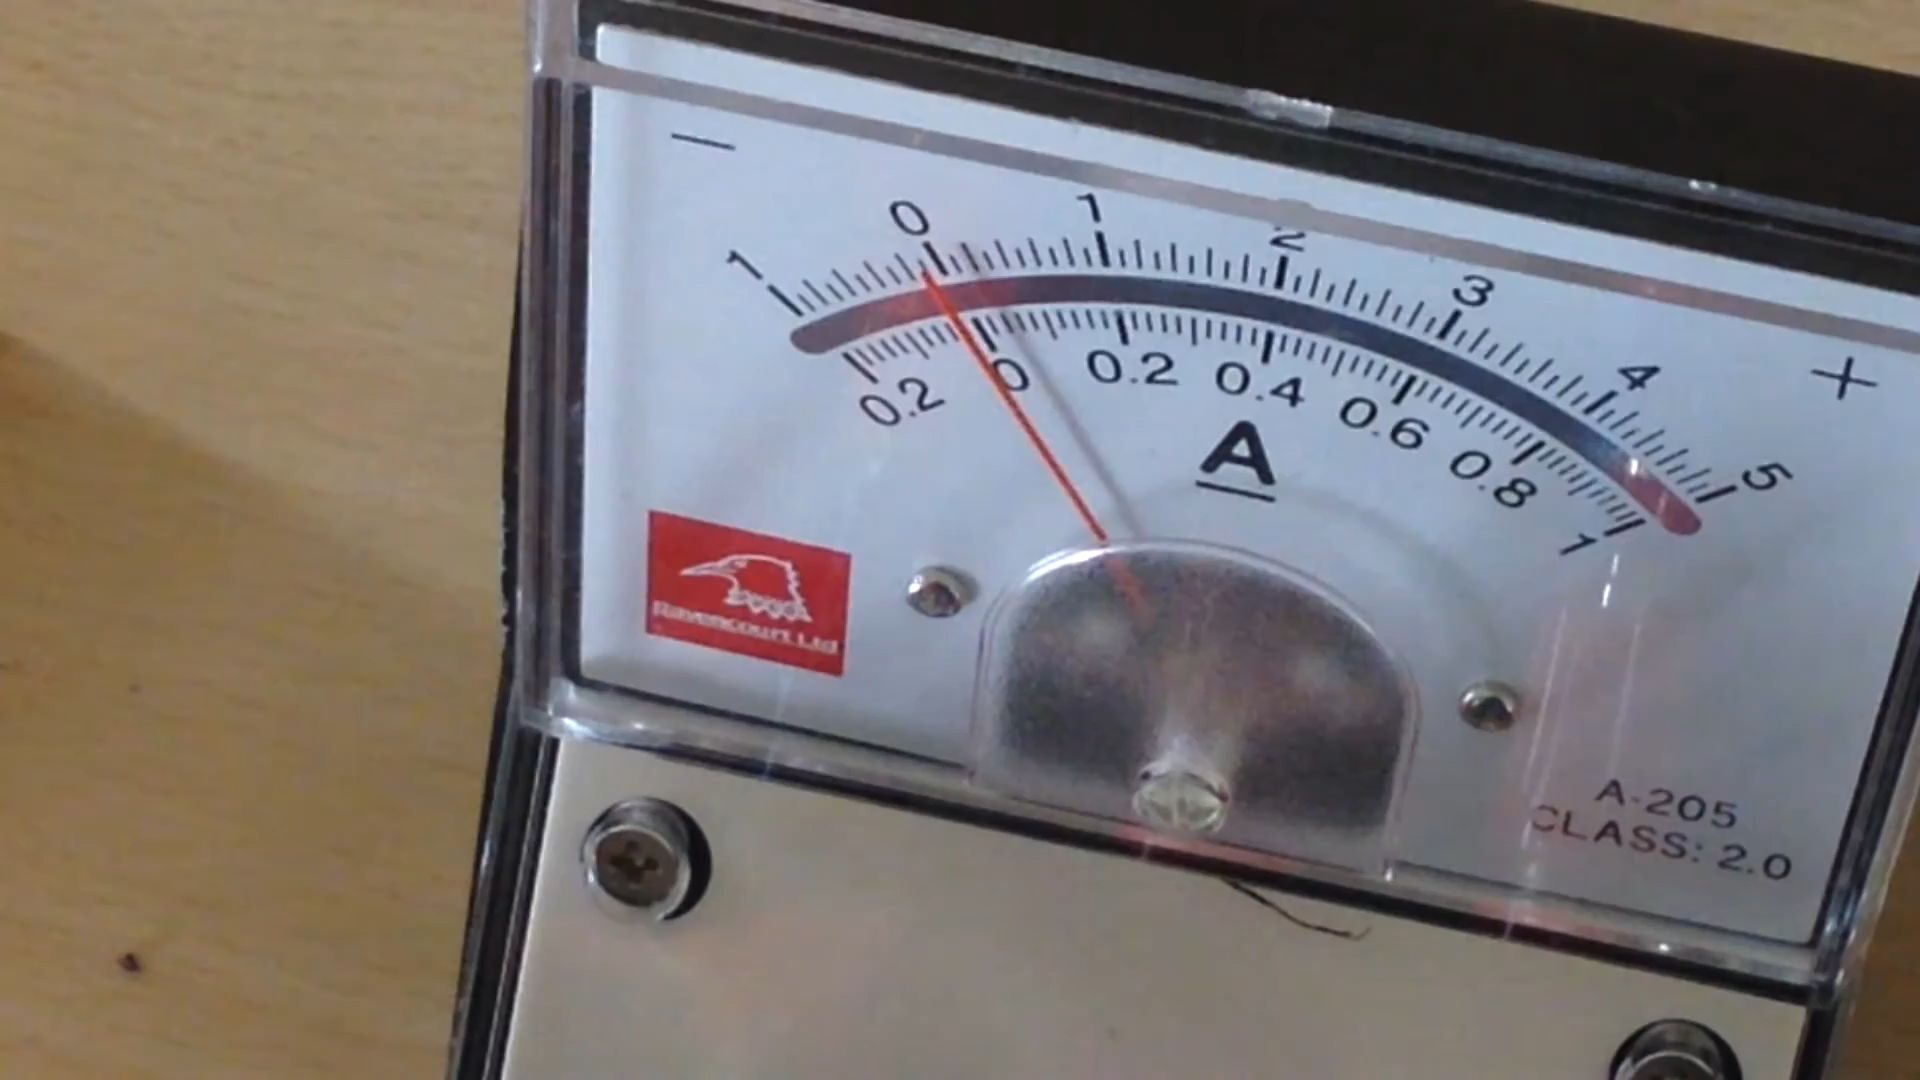 −
+
1 0 1 2 3 4 5
0.2 0 0.2 0.4 0.6 0.8 1
A
Ravencourt Ltd
A-205
CLASS: 2.0